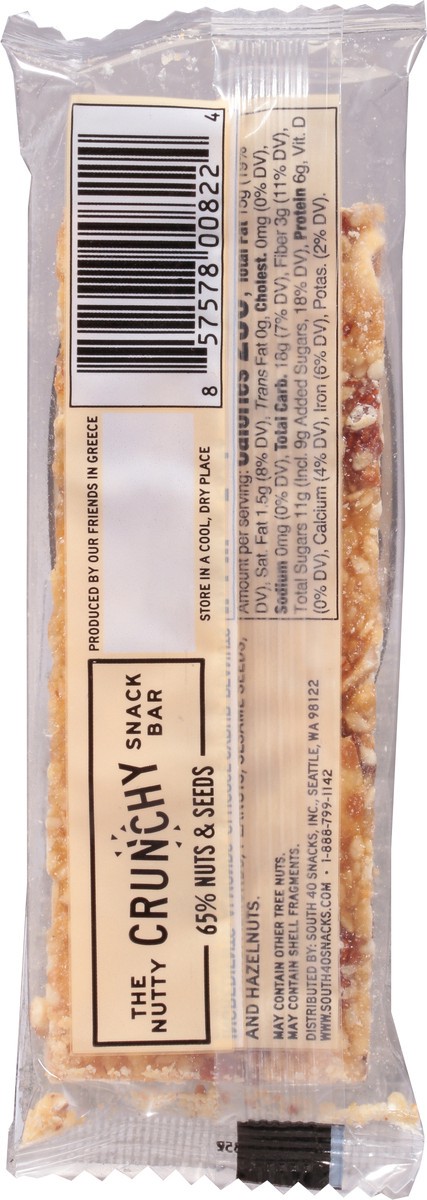 THE
NUTTY
CRUNCHY
SNACK
BAR
65% NUTS & SEEDS
PRODUCED BY OUR FRIENDS IN GREECE
STORE IN A COOL, DRY PLACE
8 57578 00822 4
Amount per serving: Calories
DV), Sat. Fat 1.5g (8% DV), Trans Fat 0g, Cholest. 0mg (0% DV),
Sodium 0mg (0% DV), Total Carb. 18g (7% DV), Fiber 3g (11% DV),
Total Sugars 11g (Incl. 9g Added Sugars, 18% DV), Protein 6g, Vit. D
(0% DV), Calcium (4% DV), Iron (6% DV), Potas. (2% DV).
AND HAZELNUTS.
MAY CONTAIN OTHER TREE NUTS.
MAY CONTAIN SHELL FRAGMENTS.
DISTRIBUTED BY: SOUTH 40 SNACKS, INC., SEATTLE, WA 98122
WWW.SOUTH40SNACKS.COM • 1-888-799-1142